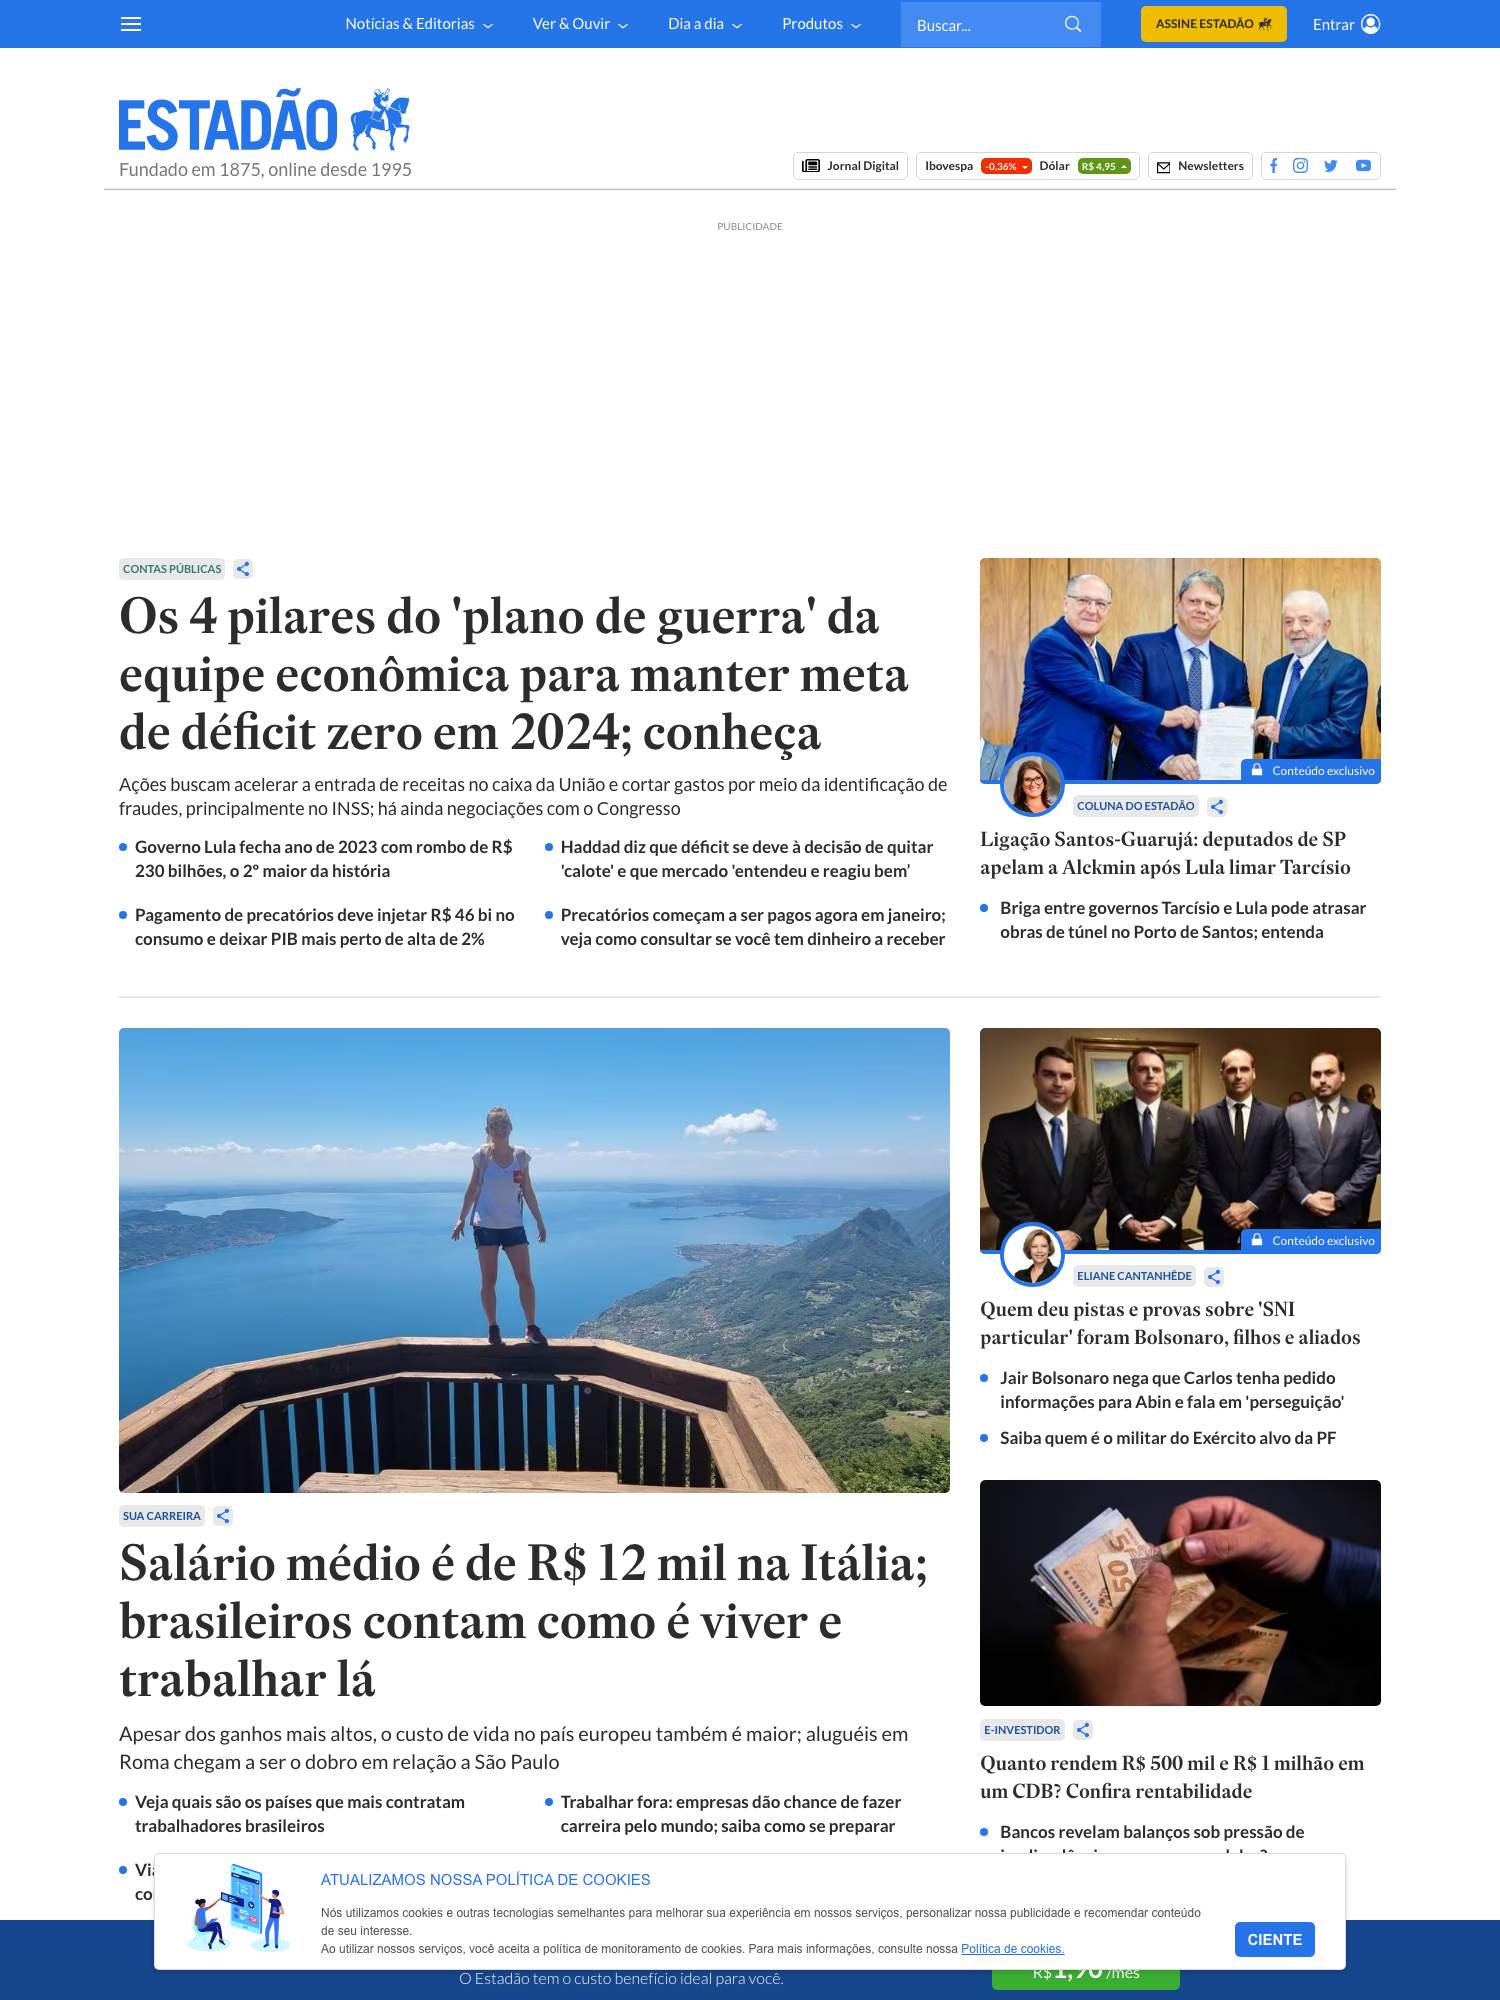 Notícias & Editorias
Ver & Ouvir
Dia a dia
Produtos
Buscar...
ASSINE ESTADÃO
Entrar
ESTADÃO
Fundado em 1875, online desde 1995
Jornal Digital
Ibovespa -0,36% Dólar R$ 4,95
Newsletters
PUBLICIDADE
CONTAS PÚBLICAS
Os 4 pilares do 'plano de guerra' da
equipe econômica para manter meta
de déficit zero em 2024; conheça
Ações buscam acelerar a entrada de receitas no caixa da União e cortar gastos por meio da identificação de
fraudes, principalmente no INSS; há ainda negociações com o Congresso
Governo Lula fecha ano de 2023 com rombo de R$
230 bilhões, o 2º maior da história
Haddad diz que déficit se deve à decisão de quitar
'calote' e que mercado 'entendeu e reagiu bem’
Pagamento de precatórios deve injetar R$ 46 bi no
consumo e deixar PIB mais perto de alta de 2%
Precatórios começam a ser pagos agora em janeiro;
veja como consultar se você tem dinheiro a receber
Conteúdo exclusivo
COLUNA DO ESTADÃO
Ligação Santos-Guarujá: deputados de SP
apelam a Alckmin após Lula limar Tarcísio
Briga entre governos Tarcísio e Lula pode atrasar
obras de túnel no Porto de Santos; entenda
SUA CARREIRA
Salário médio é de R$ 12 mil na Itália;
brasileiros contam como é viver e
trabalhar lá
Apesar dos ganhos mais altos, o custo de vida no país europeu também é maior; aluguéis em
Roma chegam a ser o dobro em relação a São Paulo
Veja quais são os países que mais contratam
trabalhadores brasileiros
Trabalhar fora: empresas dão chance de fazer
carreira pelo mundo; saiba como se preparar
Conteúdo exclusivo
ELIANE CANTANHÊDE
Quem deu pistas e provas sobre 'SNI
particular' foram Bolsonaro, filhos e aliados
Jair Bolsonaro nega que Carlos tenha pedido
informações para Abin e fala em 'perseguição'
Saiba quem é o militar do Exército alvo da PF
50
50
E-INVESTIDOR
Quanto rendem R$ 500 mil e R$ 1 milhão em
um CDB? Confira rentabilidade
Bancos revelam balanços sob pressão de
ATUALIZAMOS NOSSA POLÍTICA DE COOKIES
Nós utilizamos cookies e outras tecnologias semelhantes para melhorar sua experiência em nossos serviços, personalizar nossa publicidade e recomendar conteúdo
de seu interesse.
Ao utilizar nossos serviços, você aceita a política de monitoramento de cookies. Para mais informações, consulte nossa Política de cookies.
CIENTE
O Estadão tem o custo benefício ideal para você.
R$ 1,90 /mês